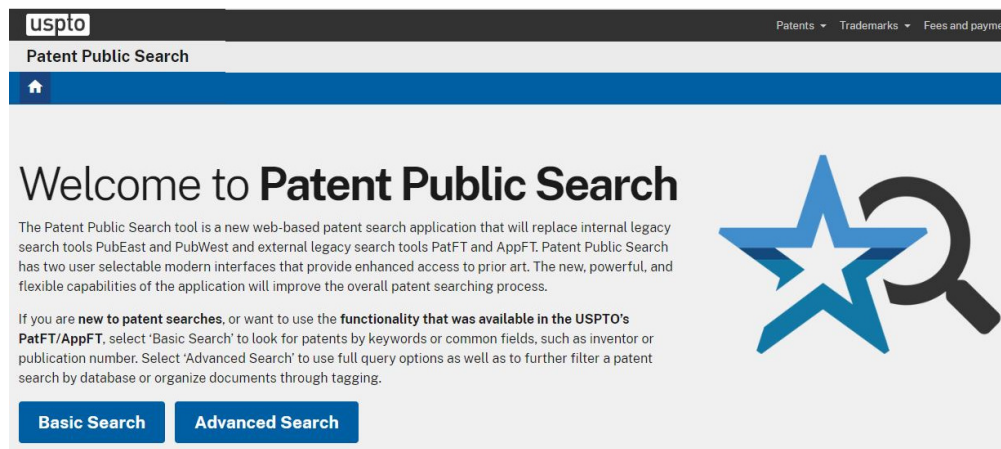 uspto
Patents Trademarks Fees and payme
Patent Public Search
Welcome to Patent Public Search
The Patent Public Search tool is a new web-based patent search application that will replace internal legacy
search tools PubEast and PubWest and external legacy search tools PatFT and AppFT. Patent Public Search
has two user selectable modern interfaces that provide enhanced access to prior art. The new, powerful, and
flexible capabilities of the application will improve the overall patent searching process.
If you are new to patent searches, or want to use the functionality that was available in the USPTO's
PatFT/AppFT, select 'Basic Search' to look for patents by keywords or common fields, such as inventor or
publication number. Select 'Advanced Search' to use full query options as well as to further filter a patent
search by database or organize documents through tagging.
Basic Search Advanced Search